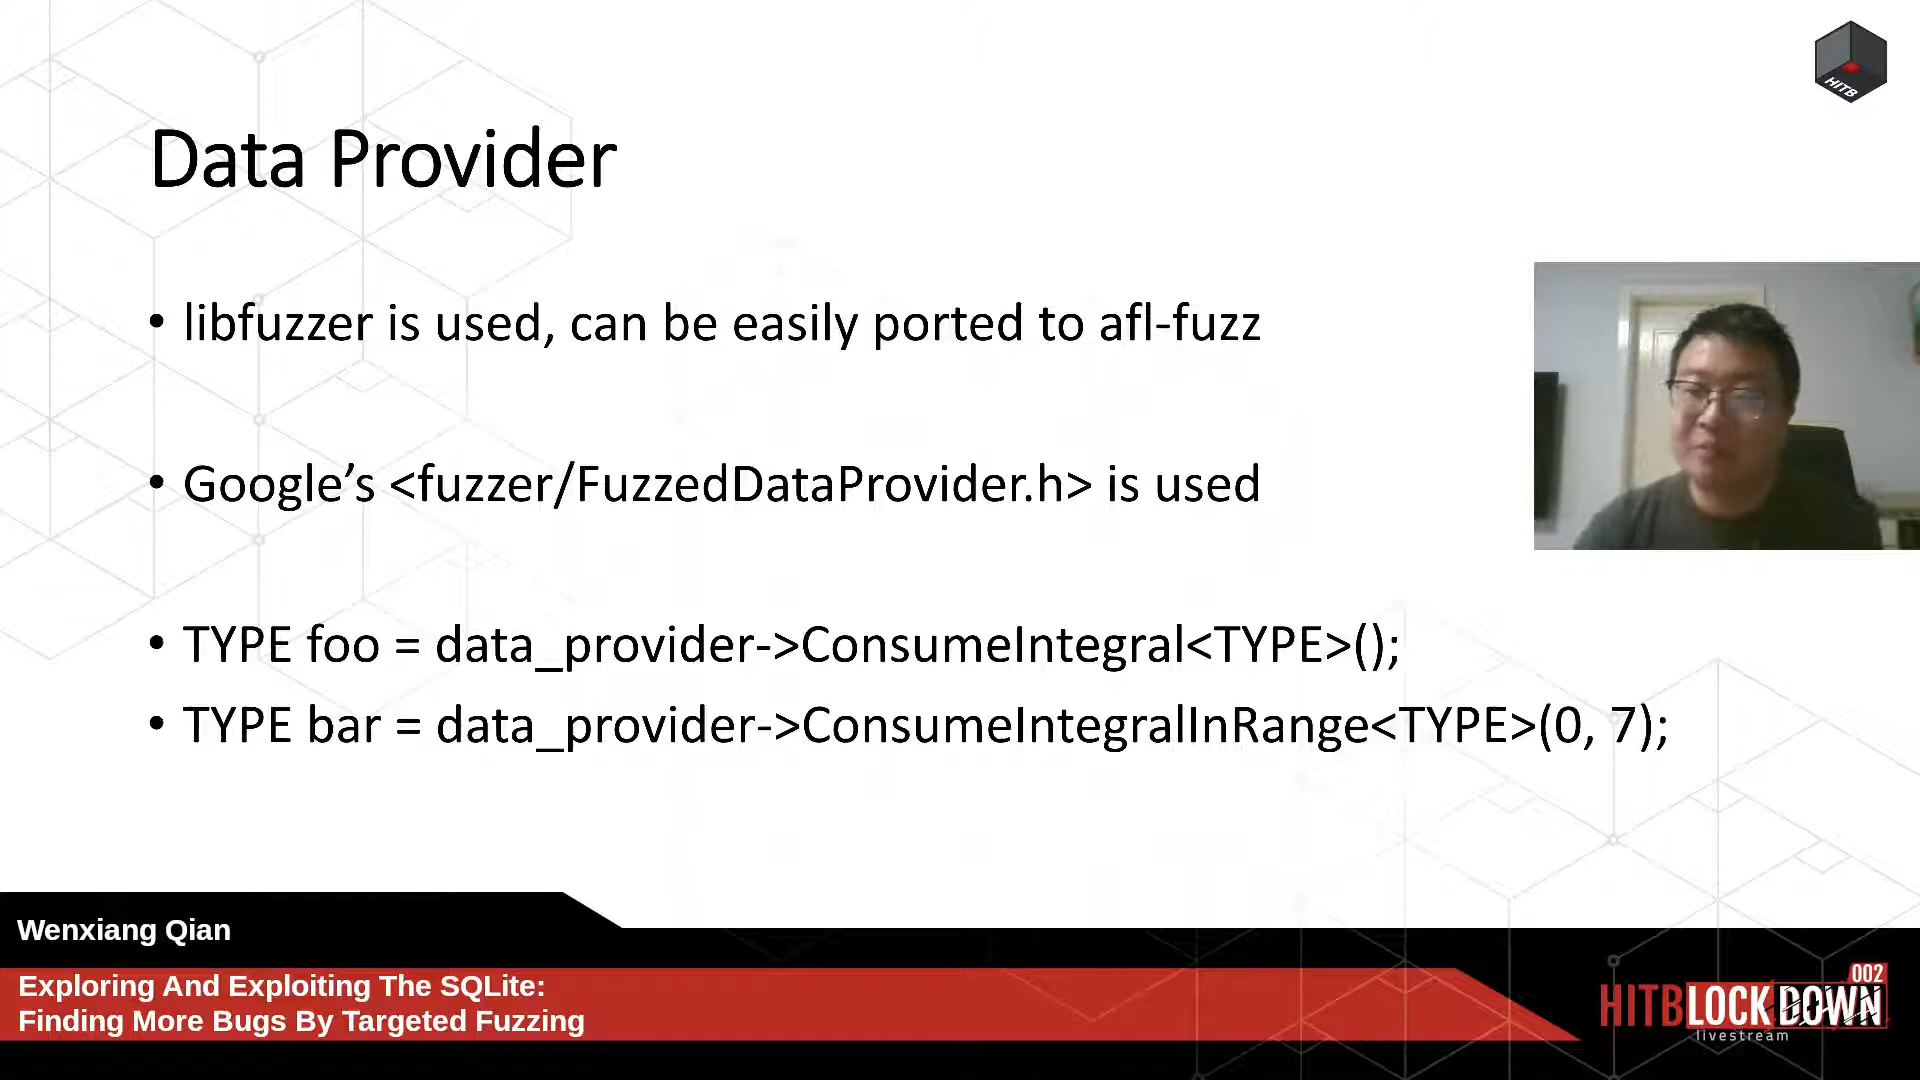 HITB
Data Provider
• libfuzzer is used, can be easily ported to afl-fuzz
• Google’s <fuzzer/FuzzedDataProvider.h> is used
• TYPE foo = data_provider->ConsumeIntegral<TYPE>();
• TYPE bar = data_provider->ConsumeIntegralInRange<TYPE>(0, 7);
Wenxiang Qian
Exploring And Exploiting The SQLite:
Finding More Bugs By Targeted Fuzzing
002
HITBLOCKDOWN
livestream